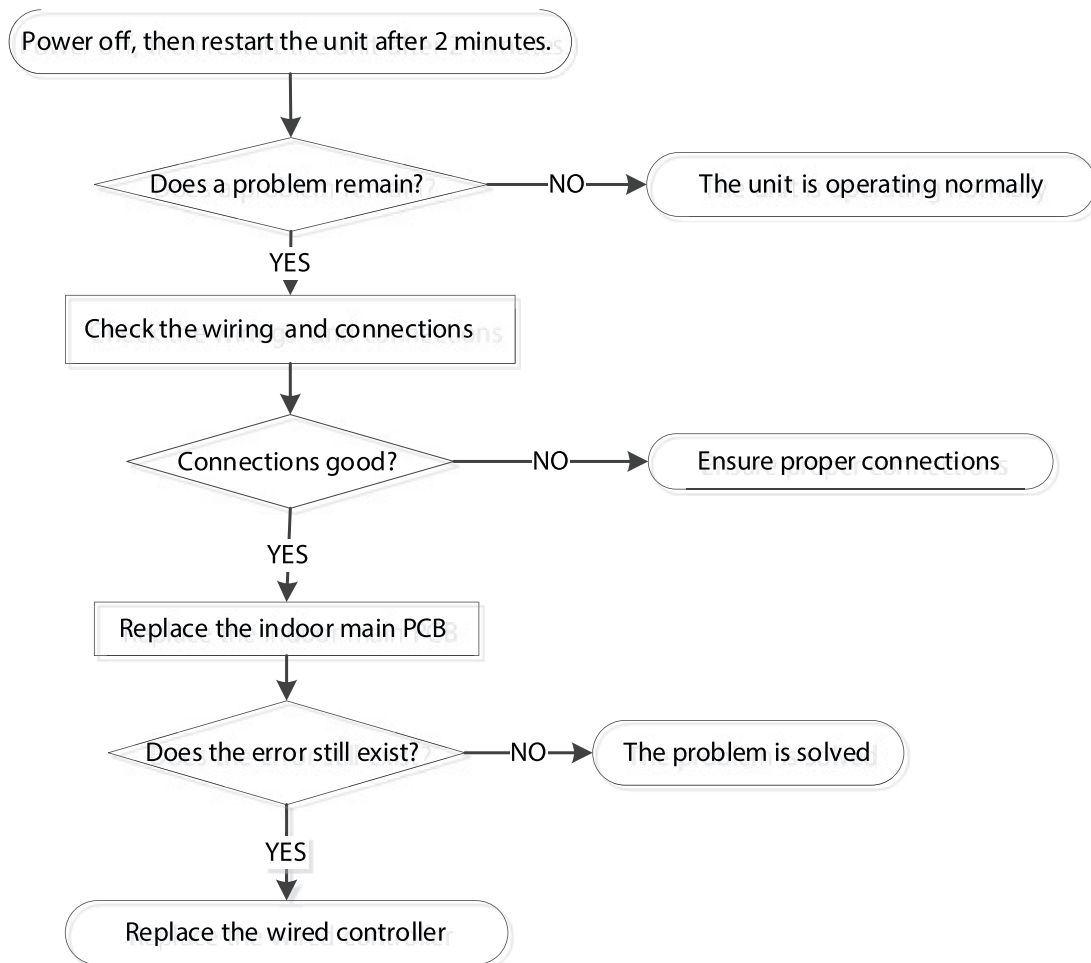 Power off, then restart the unit after 2 minutes.
Does a problem remain?
NO
The unit is operating normally
YES
Check the wiring and connections
Connections good?
NO
Ensure proper connections
YES
Replace the indoor main PCB
Does the error still exist?
NO
The problem is solved
YES
Replace the wired controller